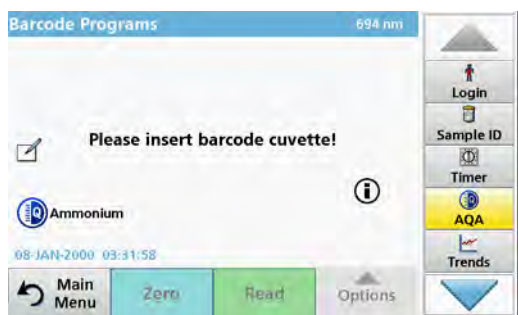 Barcode Programs 694 nm
Login
Please insert barcode cuvette!
Sample ID
Timer
Ammonium
AQA
08-JAN-2000 03:31:58
Trends
Main Menu
Zero
Read
Options